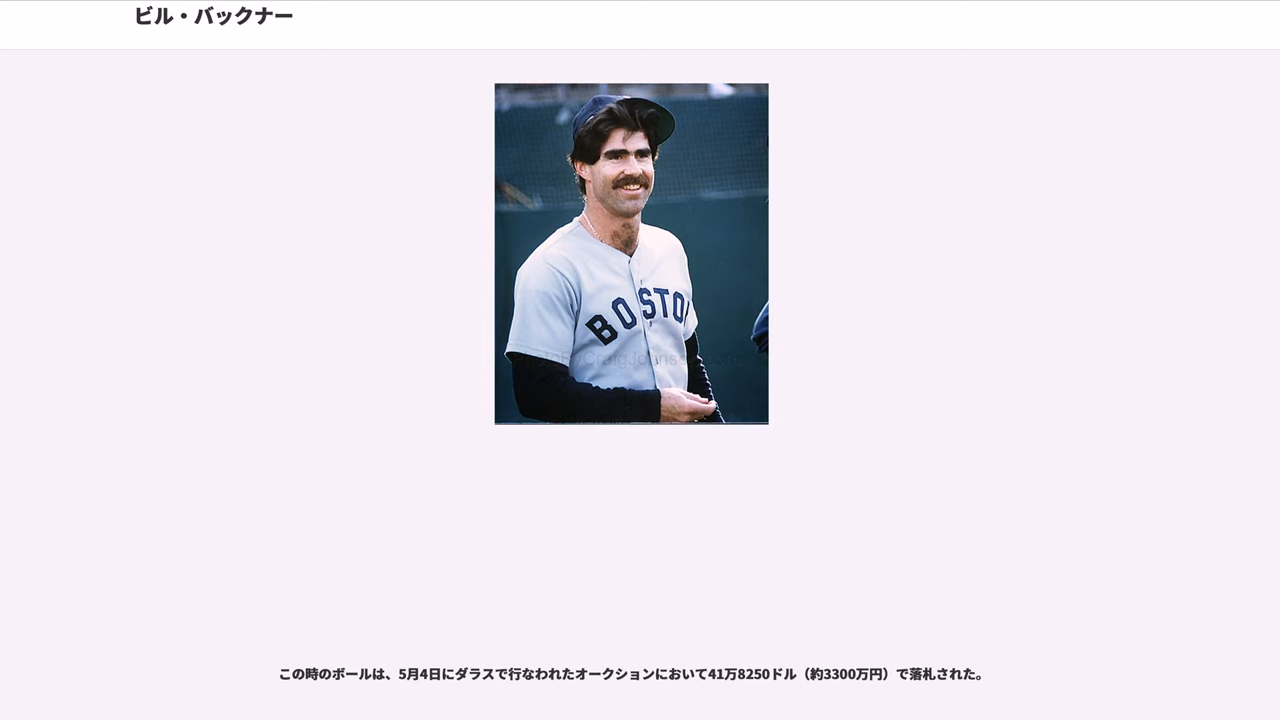 ビル・バックナー
BOSTON
この時のボールは、5月4日にダラスで行なわれたオークションにおいて41万8250ドル（約3300万円）で落札された。